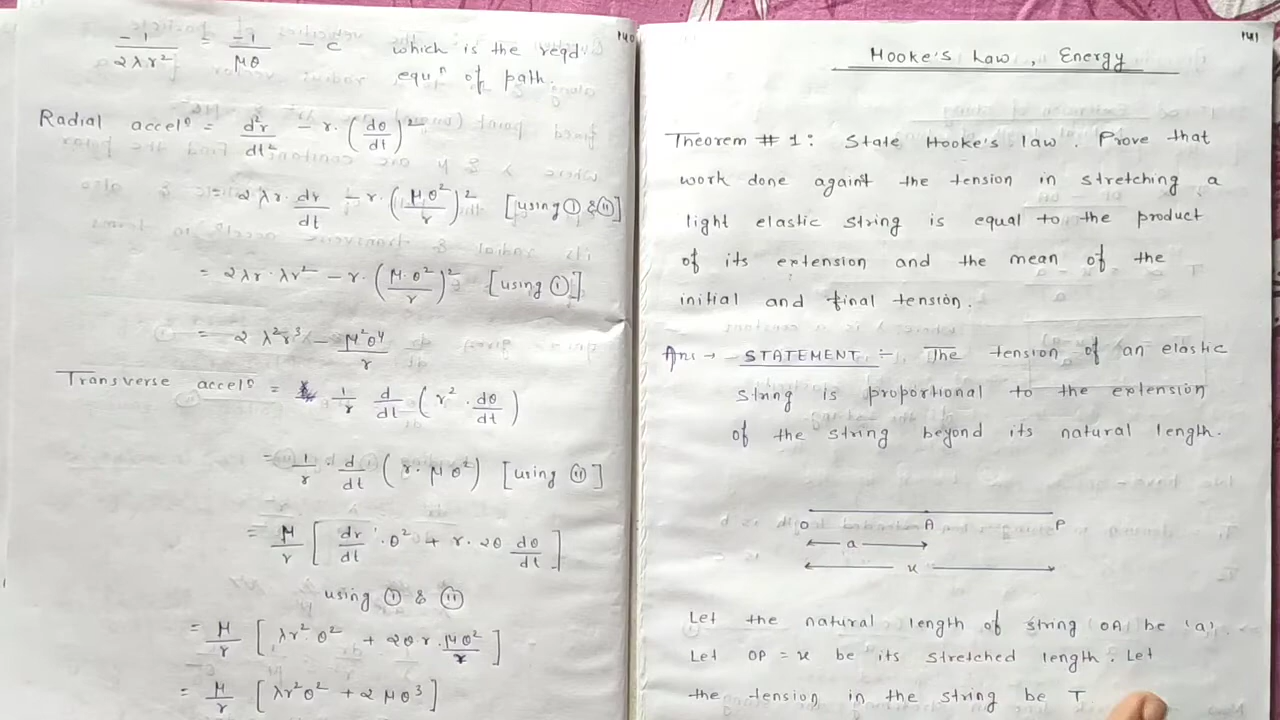 140
-1/2λr² = -1/μθ - c which is the reqd
equⁿ of path.
Radial accelⁿ = d²r/dt² - r.(dθ/dt)²
= 2λr. dr/dt - r.(μθ²/r)² [using ① & ⑪]
= 2λr.λr² - r.(μ.θ²/r)² [using ①]
= 2λ²r³ - μ²θ⁴/r
Transverse accelⁿ = 1/r d/dt (r². dθ/dt)
= 1/r . d/dt (r. μθ²) [using ⑪]
= μ/r [dr/dt .θ² + r. 2θ dθ/dt]
using ① & ⑪
= μ/r [λr²θ² + 2θr. μθ²/r]
= μ/r [λr²θ² + 2μθ³]
141
Hooke's Law, Energy
Theorem # 1: State Hooke's law. Prove that
work done againt the tension in stretching a
light elastic string is equal to the product
of its extension and the mean of the
initial and final tension.
Ans → STATEMENT :- The tension of an elastic
string is proportional to the extension
of the string beyond its natural length.
O A P
a
x
Let the natural length of string OA be 'a'.
Let OP = x be its stretched length. Let
the tension in the string be T